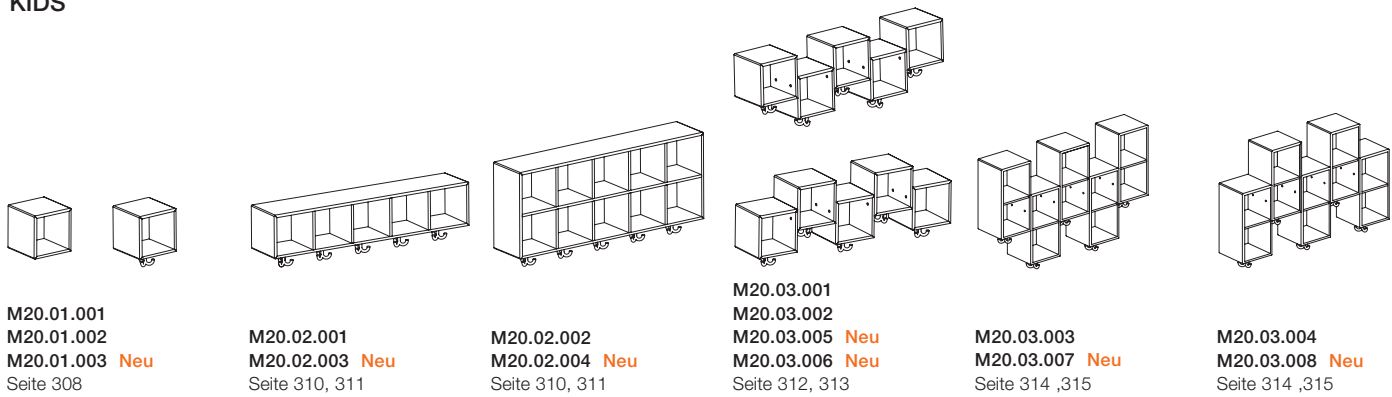 KIDS
M20.01.001
M20.01.002
M20.01.003 Neu
Seite 308
M20.02.001
M20.02.003 Neu
Seite 310, 311
M20.02.002
M20.02.004 Neu
Seite 310, 311
M20.03.001
M20.03.002
M20.03.005 Neu
M20.03.006 Neu
Seite 312, 313
M20.03.003
M20.03.007 Neu
Seite 314 ,315
M20.03.004
M20.03.008 Neu
Seite 314 ,315